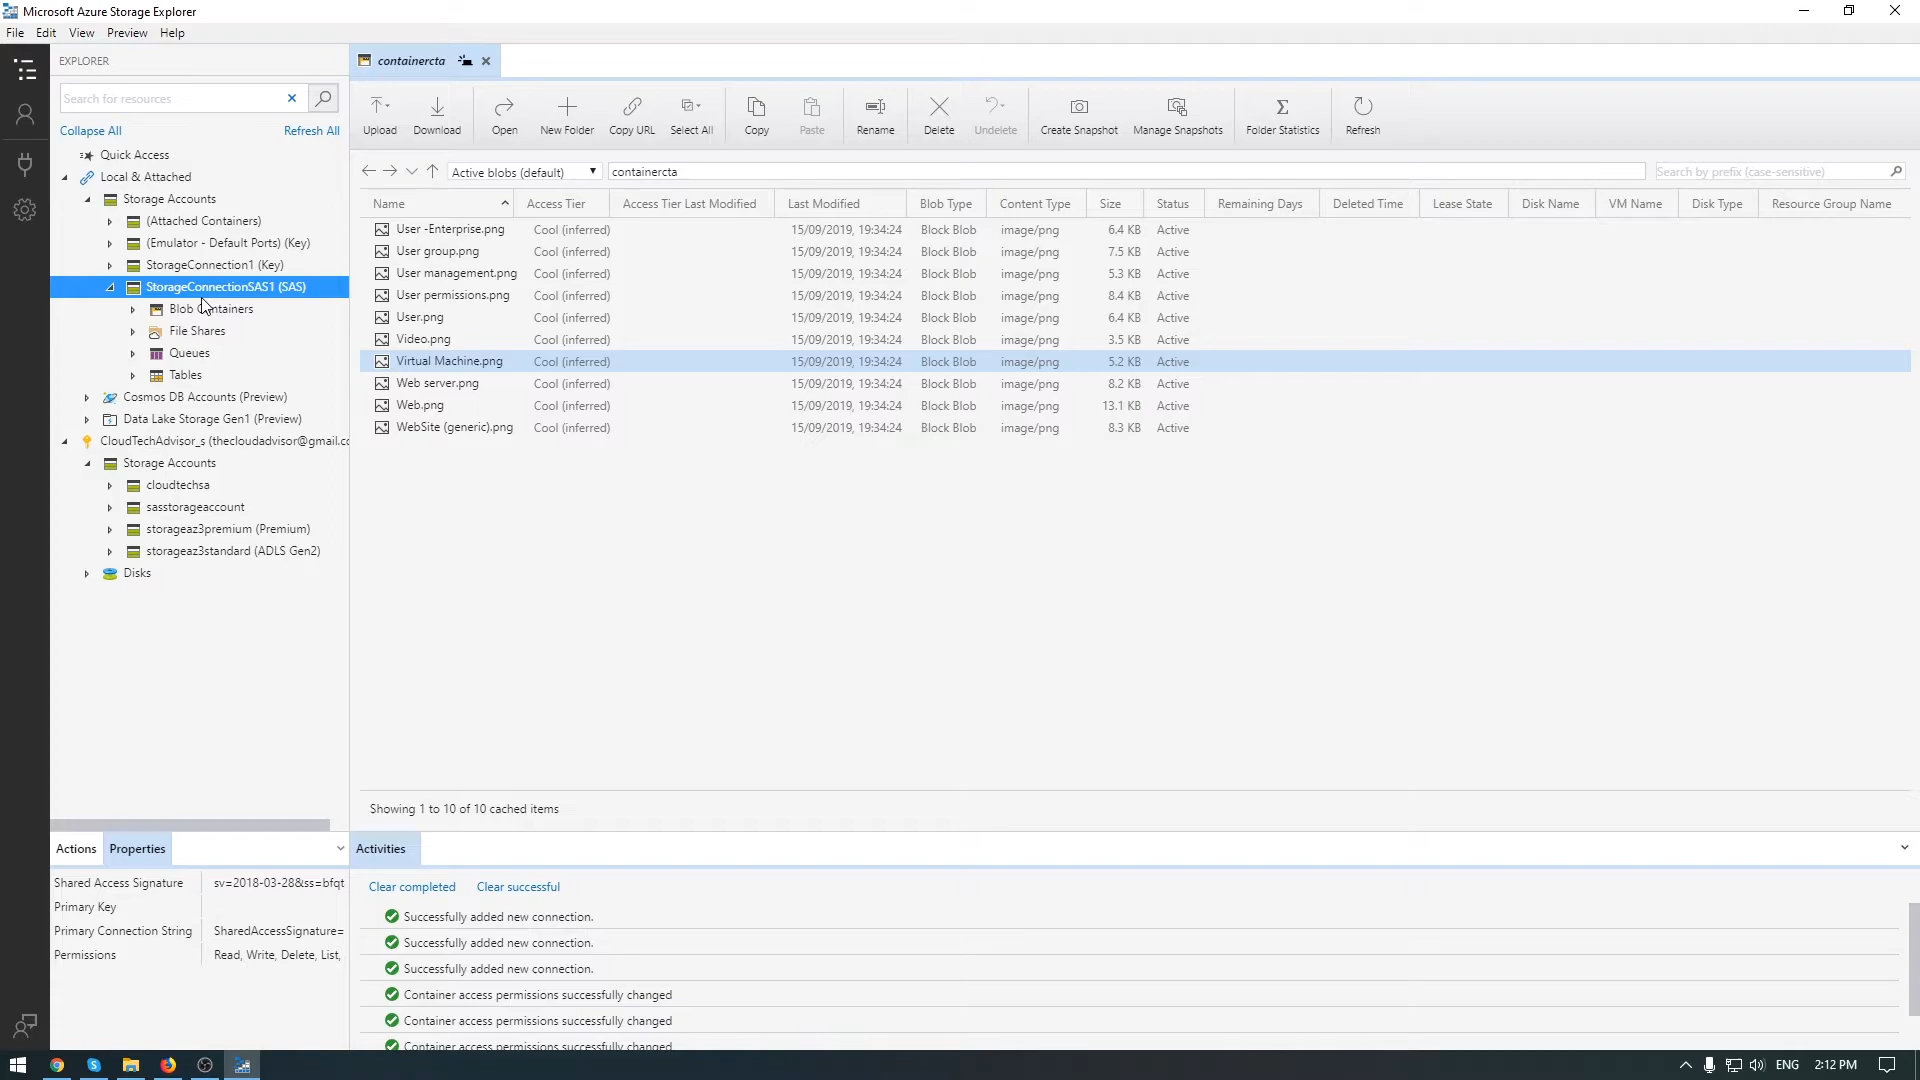 Microsoft Azure Storage Explorer
File Edit View Preview Help
EXPLORER
Search for resources
Collapse All Refresh All
Quick Access
Local & Attached
Storage Accounts
(Attached Containers)
(Emulator - Default Ports) (Key)
StorageConnection1 (Key)
StorageConnectionSAS1 (SAS)
Blob Containers
File Shares
Queues
Tables
Cosmos DB Accounts (Preview)
Data Lake Storage Gen1 (Preview)
CloudTechAdvisor_s (thecloudadvisor@gmail.co
Storage Accounts
cloudtechsa
sasstorageaccount
storageaz3premium (Premium)
storageaz3standard (ADLS Gen2)
Disks
Actions Properties
Shared Access Signature sv=2018-03-28&ss=bfqt
Primary Key
Primary Connection String SharedAccessSignature=
Permissions Read, Write, Delete, List,
containercta
Upload Download Open New Folder Copy URL Select All Copy Paste Rename Delete Undelete Create Snapshot Manage Snapshots Folder Statistics Refresh
Active blobs (default) containercta Search by prefix (case-sensitive)
Name Access Tier Access Tier Last Modified Last Modified Blob Type Content Type Size Status Remaining Days Deleted Time Lease State Disk Name VM Name Disk Type Resource Group Name
User -Enterprise.png Cool (inferred) 15/09/2019, 19:34:24 Block Blob image/png 6.4 KB Active
User group.png Cool (inferred) 15/09/2019, 19:34:24 Block Blob image/png 7.5 KB Active
User management.png Cool (inferred) 15/09/2019, 19:34:24 Block Blob image/png 5.3 KB Active
User permissions.png Cool (inferred) 15/09/2019, 19:34:24 Block Blob image/png 8.4 KB Active
User.png Cool (inferred) 15/09/2019, 19:34:24 Block Blob image/png 6.4 KB Active
Video.png Cool (inferred) 15/09/2019, 19:34:24 Block Blob image/png 3.5 KB Active
Virtual Machine.png Cool (inferred) 15/09/2019, 19:34:24 Block Blob image/png 5.2 KB Active
Web server.png Cool (inferred) 15/09/2019, 19:34:24 Block Blob image/png 8.2 KB Active
Web.png Cool (inferred) 15/09/2019, 19:34:24 Block Blob image/png 13.1 KB Active
WebSite (generic).png Cool (inferred) 15/09/2019, 19:34:24 Block Blob image/png 8.3 KB Active
Showing 1 to 10 of 10 cached items
Activities
Clear completed Clear successful
Successfully added new connection.
Successfully added new connection.
Successfully added new connection.
Container access permissions successfully changed
Container access permissions successfully changed
Container access permissions successfully changed
ENG 2:12 PM